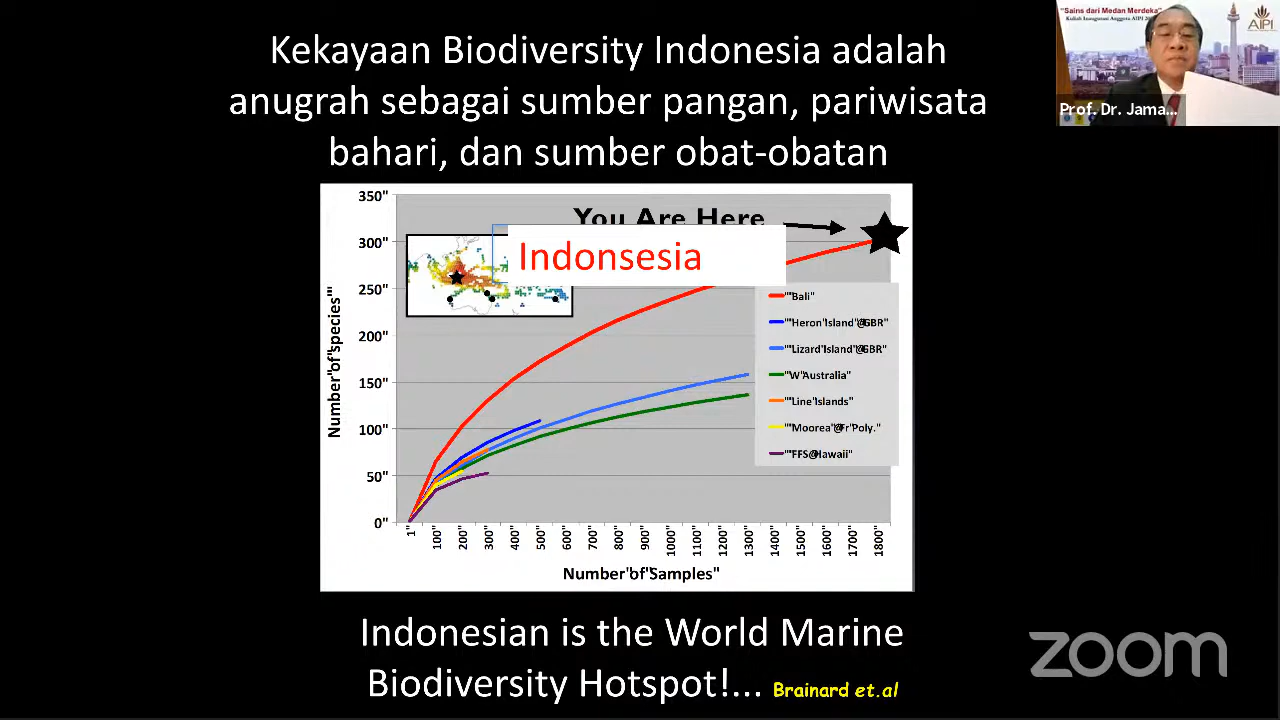 Kekayaan Biodiversity Indonesia adalah
anugrah sebagai sumber pangan, pariwisata
bahari, dan sumber obat-obatan
"Sains dari Medan Merdeka"
Kuliah Inaugurasi Anggota AIPI
AIPI
Prof. Dr. Jama...
350"
300"
250"
200"
150"
100"
50"
0"
Number"of"species"
You Are Here
Indonsesia
""Bali"
""Heron'Island'@GBR"
""Lizard'Island'@GBR"
"W'Australia"
""Line'Islands"
""Moorea'@Fr'Poly."
""FFS@Hawaii"
1"
100"
200"
300"
400"
500"
600"
700"
800"
900"
1000"
1100"
1200"
1300"
1400"
1500"
1600"
1700"
1800"
Number"of"Samples"
Indonesian is the World Marine
Biodiversity Hotspot!... Brainard et.al
zoom